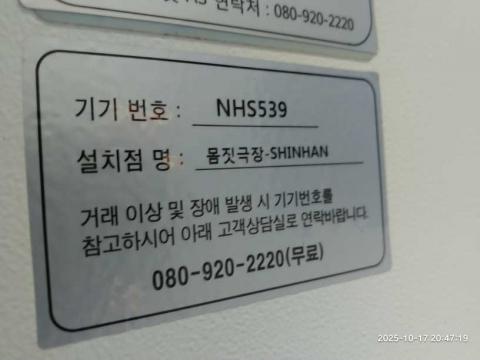 연락처 : 080-920-2220
기기 번호 : NHS539
설치점 명 : 몸짓극장-SHINHAN
거래 이상 및 장애 발생 시 기기번호를
참고하시어 아래 고객상담실로 연락바랍니다.
080-920-2220(무료)
2025-10-17 20:47:19